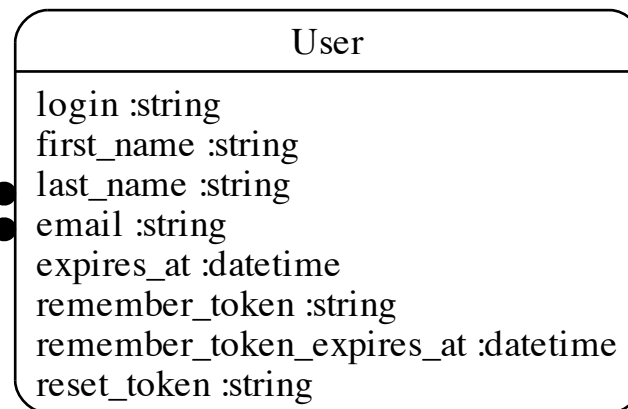 User
login :string
first_name :string
last_name :string
email :string
expires_at :datetime
remember_token :string
remember_token_expires_at :datetime
reset_token :string